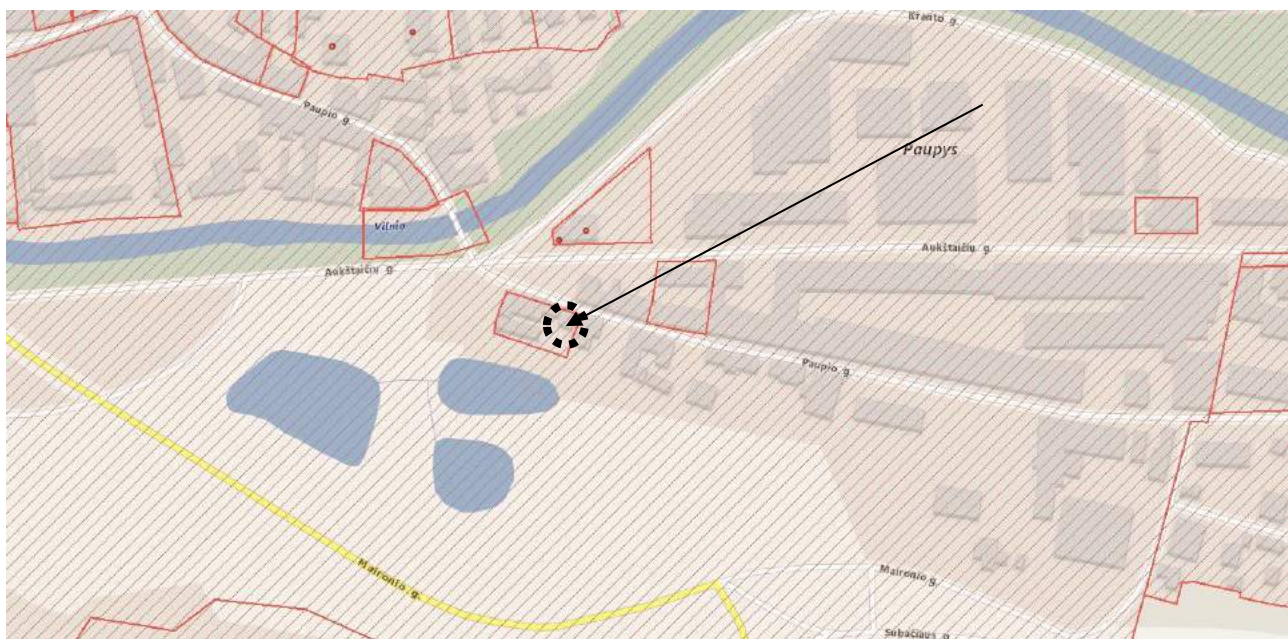 Kranto g.
Paupio g.
Paupys
Vilnia
Aukštaičių g.
Aukštaičių g.
Paupio g.
Maironio g.
Maironio g.
Subačiaus g.